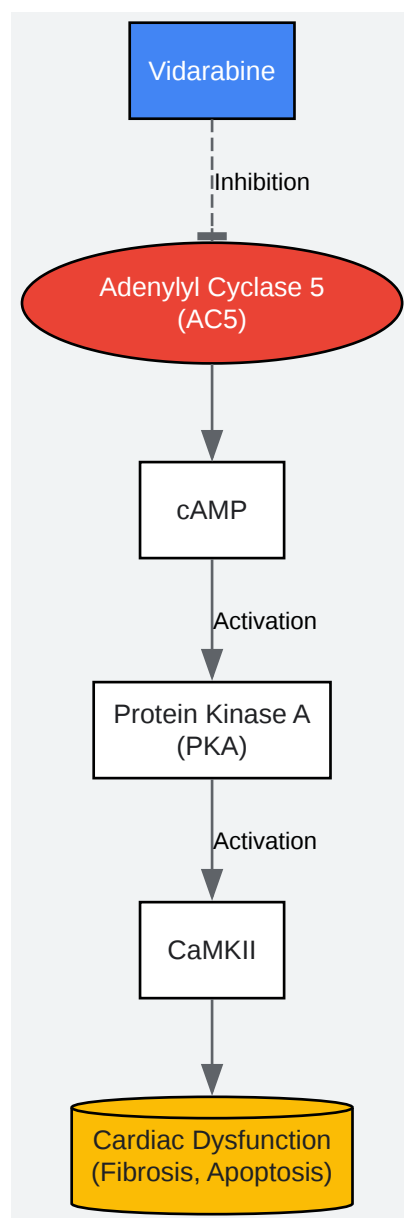 Vidarabine
Inhibition
Adenylyl Cyclase 5
(AC5)
cAMP
Activation
Protein Kinase A
(PKA)
Activation
CaMKII
Cardiac Dysfunction
(Fibrosis, Apoptosis)